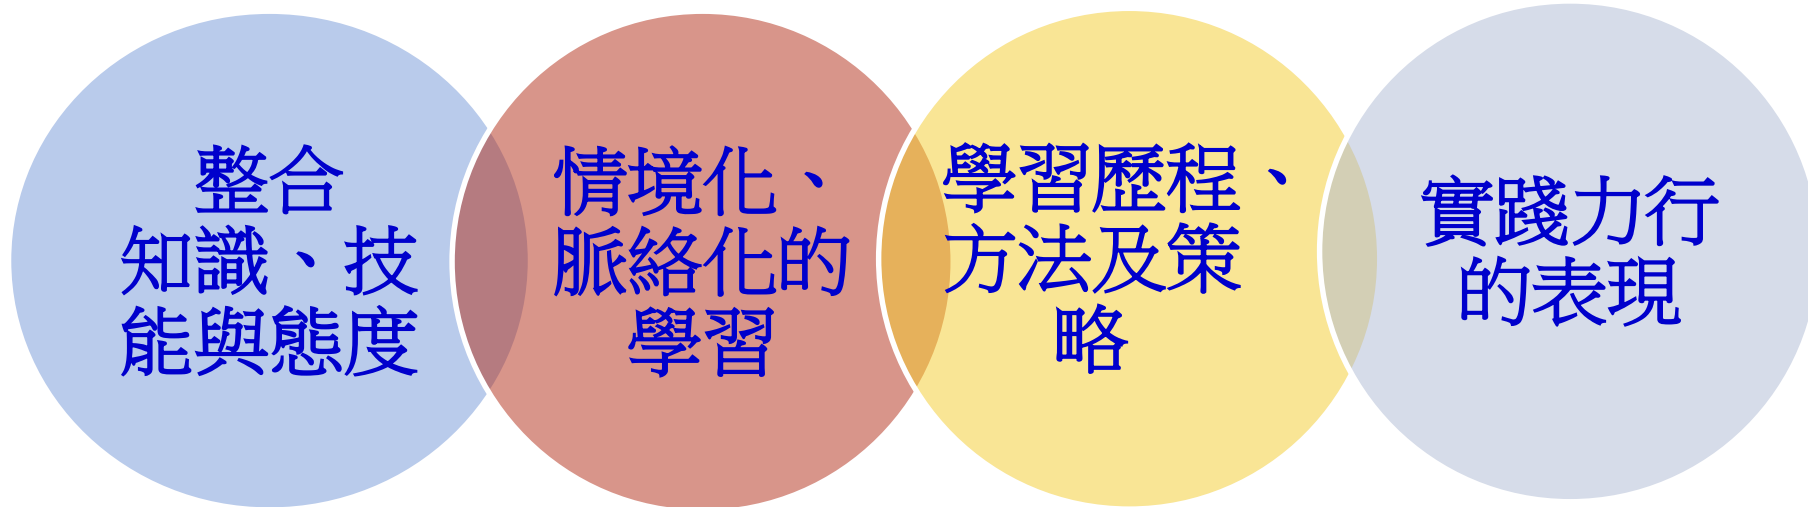 整合
知識、技
能與態度
情境化、
脈絡化的
學習
學習歷程、
方法及策
略
實踐力行
的表現